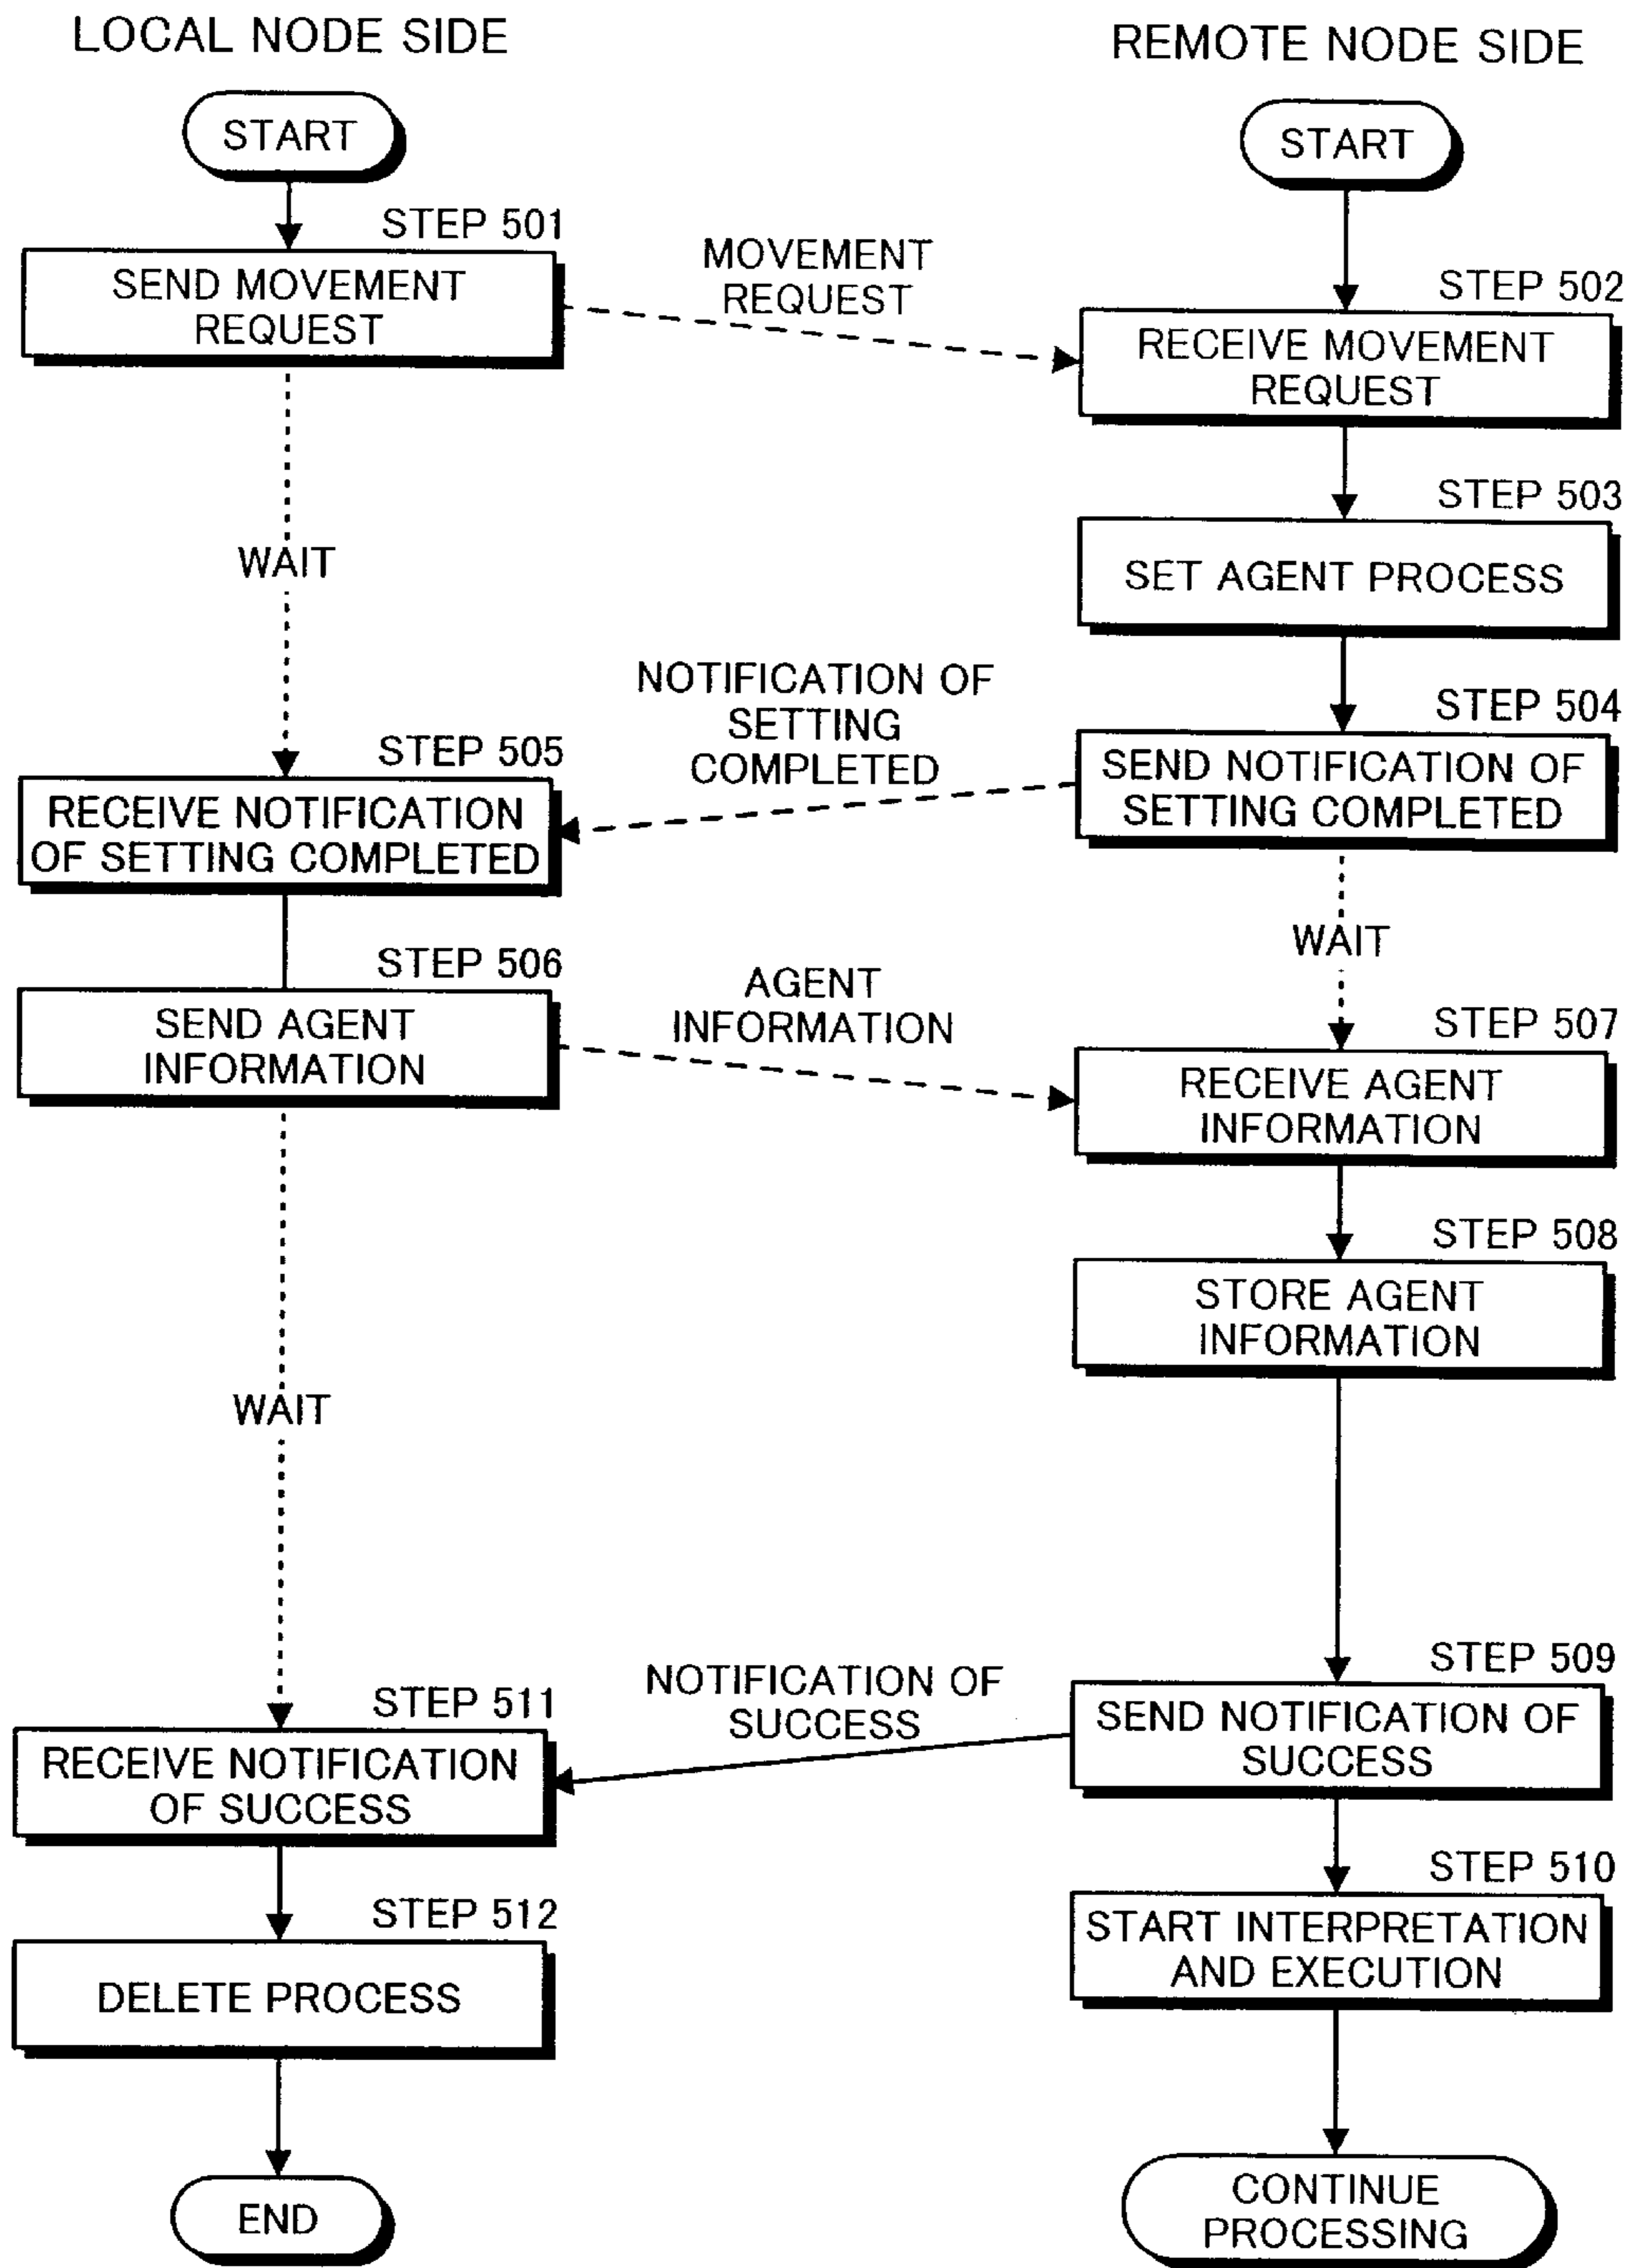 LOCAL NODE SIDE
REMOTE NODE SIDE
START
START
STEP 501
SEND MOVEMENT
REQUEST
MOVEMENT
REQUEST
STEP 502
RECEIVE MOVEMENT
REQUEST
STEP 503
SET AGENT PROCESS
WAIT
NOTIFICATION OF
SETTING
COMPLETED
STEP 504
SEND NOTIFICATION OF
SETTING COMPLETED
STEP 505
RECEIVE NOTIFICATION
OF SETTING COMPLETED
WAIT
STEP 506
SEND AGENT
INFORMATION
AGENT
INFORMATION
STEP 507
RECEIVE AGENT
INFORMATION
STEP 508
STORE AGENT
INFORMATION
WAIT
STEP 509
SEND NOTIFICATION OF
SUCCESS
NOTIFICATION OF
SUCCESS
STEP 511
RECEIVE NOTIFICATION
OF SUCCESS
STEP 510
START INTERPRETATION
AND EXECUTION
STEP 512
DELETE PROCESS
END
CONTINUE
PROCESSING